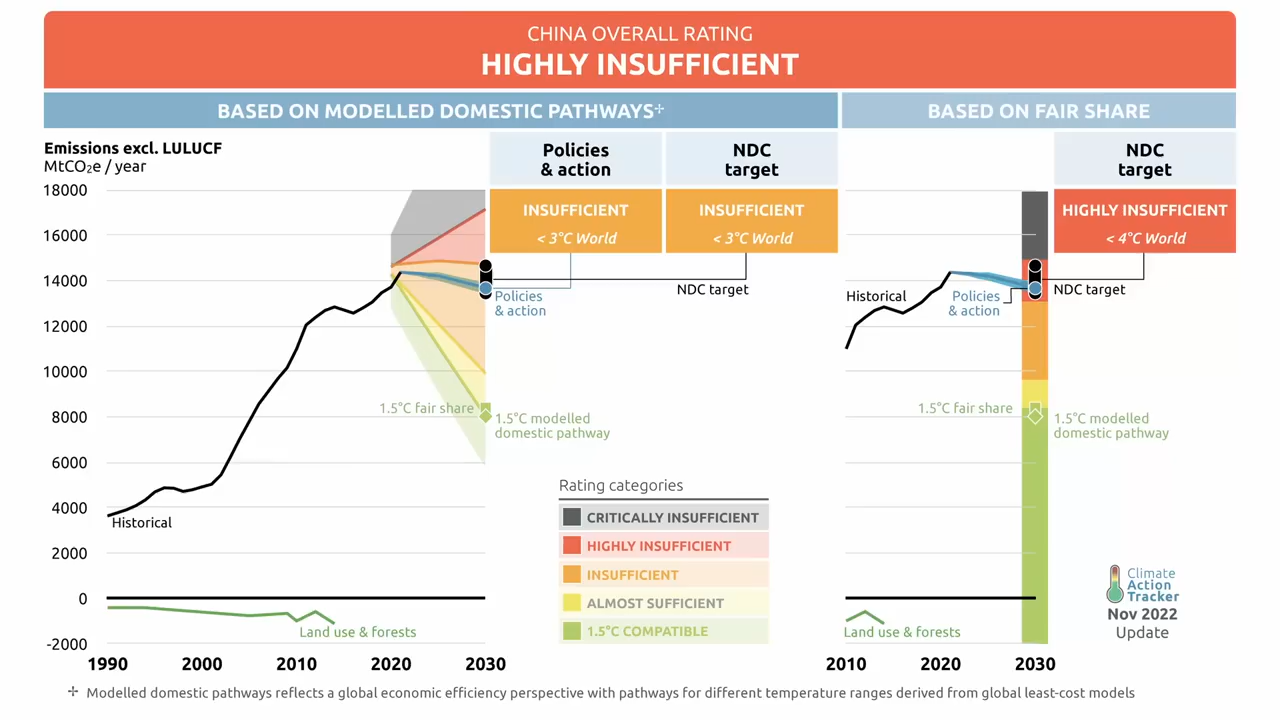 CHINA OVERALL RATING
HIGHLY INSUFFICIENT
BASED ON MODELLED DOMESTIC PATHWAYS✢
BASED ON FAIR SHARE
Emissions excl. LULUCF
MtCO₂e / year
Policies
& action
NDC
target
NDC
target
INSUFFICIENT
< 3°C World
INSUFFICIENT
< 3°C World
HIGHLY INSUFFICIENT
< 4°C World
18000
16000
14000
12000
10000
8000
6000
4000
2000
0
-2000
Policies
& action
NDC target
1.5°C fair share
1.5°C modelled
domestic pathway
Historical
Land use & forests
1990
2000
2010
2020
2030
Rating categories
CRITICALLY INSUFFICIENT
HIGHLY INSUFFICIENT
INSUFFICIENT
ALMOST SUFFICIENT
1.5°C COMPATIBLE
Historical
Policies
& action
NDC target
1.5°C fair share
1.5°C modelled
domestic pathway
Land use & forests
2010
2020
2030
Climate
Action
Tracker
Nov 2022
Update
✢ Modelled domestic pathways reflects a global economic efficiency perspective with pathways for different temperature ranges derived from global least-cost models